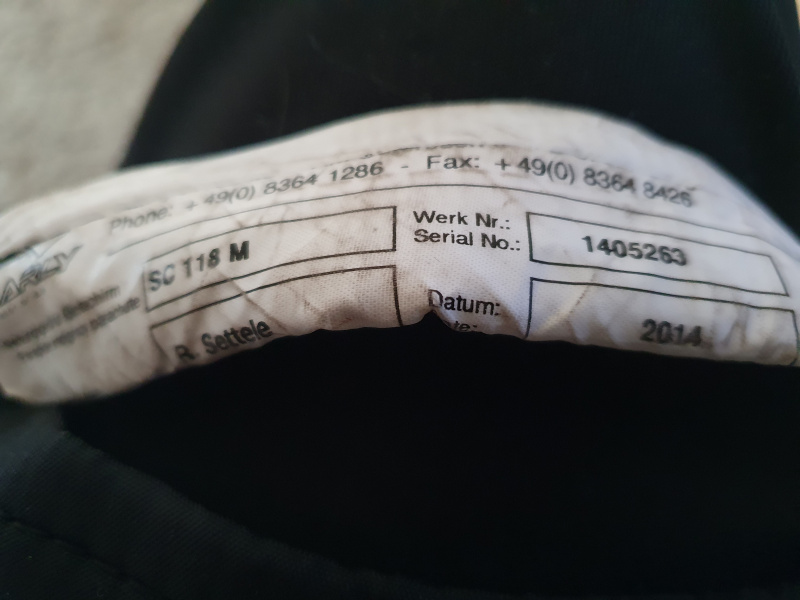 Phone: +49(0) 8364 1286 - Fax: +49(0) 8364 8426
SC 118 M
Werk Nr.:
Serial No.:
1405263
R. Settele
Datum:
2014